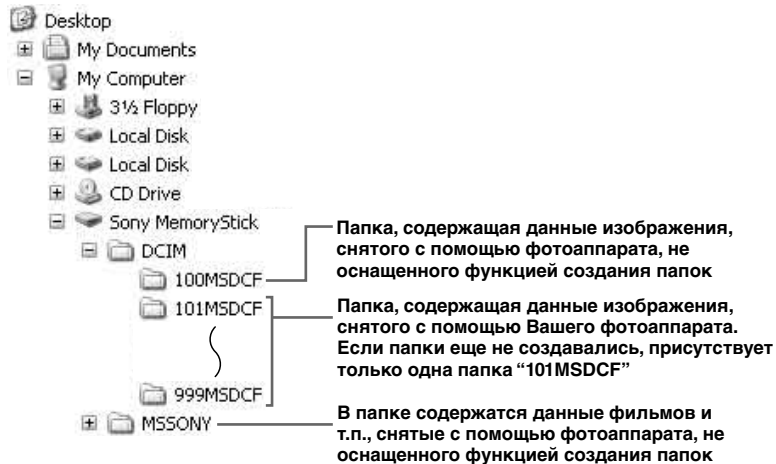 Desktop
My Documents
My Computer
3½ Floppy
Local Disk
Local Disk
CD Drive
Sony MemoryStick
DCIM
100MSDCF
101MSDCF
999MSDCF
MSSONY
Папка, содержащая данные изображения,
снятого с помощью фотоаппарата, не
оснащенного функцией создания папок
Папка, содержащая данные изображения,
снятого с помощью Вашего фотоаппарата.
Если папки еще не создавались, присутствует
только одна папка “101MSDCF”
В папке содержатся данные фильмов и
т.п., снятые с помощью фотоаппарата, не
оснащенного функцией создания папок